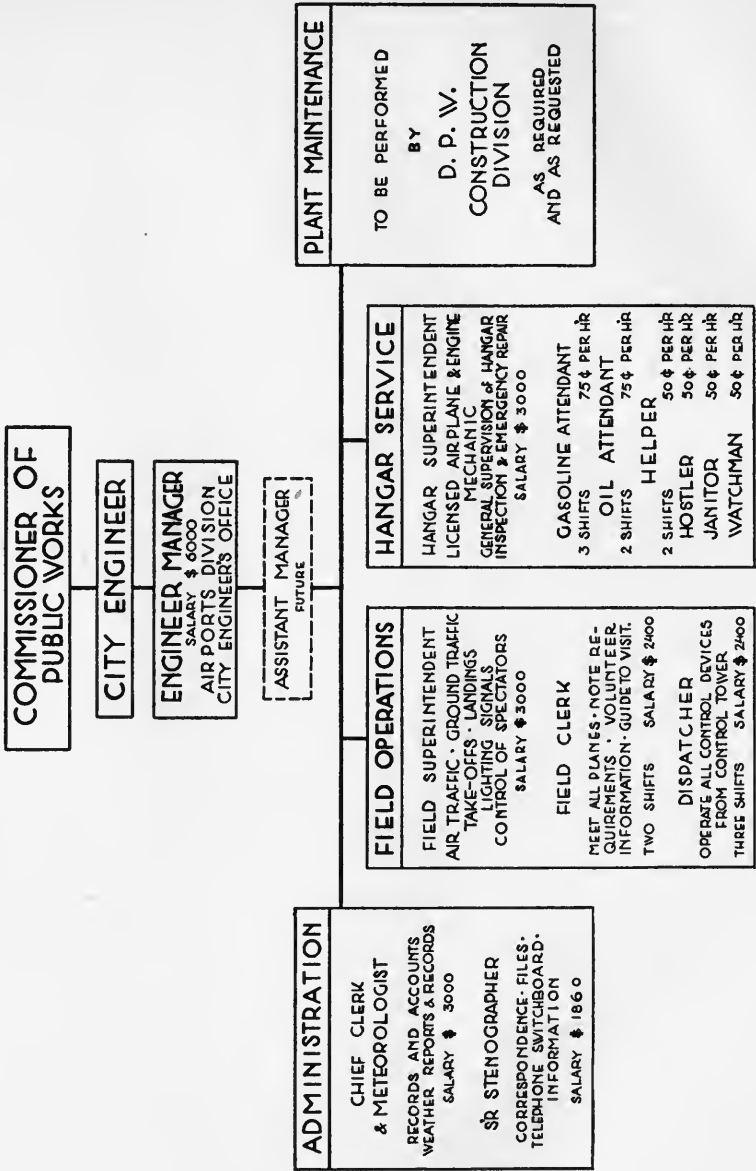 COMMISSIONER OF
PUBLIC WORKS
CITY ENGINEER
ENGINEER MANAGER
SALARY $ 6000
AIRPORTS DIVISION
CITY ENGINEER'S OFFICE
ASSISTANT MANAGER
FUTURE
ADMINISTRATION
CHIEF CLERK
& METEOROLOGIST
RECORDS AND ACCOUNTS
WEATHER REPORTS & RECORDS
SALARY $ 3000
S'R STENOGRAPHER
CORRESPONDENCE · FILES ·
TELEPHONE SWITCHBOARD ·
INFORMATION
SALARY $ 1860
FIELD OPERATIONS
FIELD SUPERINTENDENT
AIR TRAFFIC · GROUND TRAFFIC
TAKE-OFFS · LANDINGS
LIGHTING SIGNALS
CONTROL OF SPECTATORS
SALARY $3000
FIELD CLERK
MEET ALL PLANES · NOTE RE-
QUIREMENTS · VOLUNTEER
INFORMATION · GUIDE TO VISIT.
TWO SHIFTS SALARY $ 2400
DISPATCHER
OPERATE ALL CONTROL DEVICES
FROM CONTROL TOWER
THREE SHIFTS SALARY $ 2400
HANGAR SERVICE
HANGAR SUPERINTENDENT
LICENSED AIRPLANE & ENGINE
MECHANIC
GENERAL SUPERVISION of HANGAR
INSPECTION & EMERGENCY REPAIR
SALARY $ 3000
GASOLINE ATTENDANT
3 SHIFTS 75¢ PER HR
OIL ATTENDANT
2 SHIFTS 75¢ PER HR
HELPER
2 SHIFTS 50¢ PER HR
HOSTLER 50¢ PER HR
JANITOR 50¢ PER HR
WATCHMAN 50¢ PER HR
PLANT MAINTENANCE
TO BE PERFORMED
BY
D. P. W.
CONSTRUCTION
DIVISION
AS REQUIRED
AND AS REQUESTED